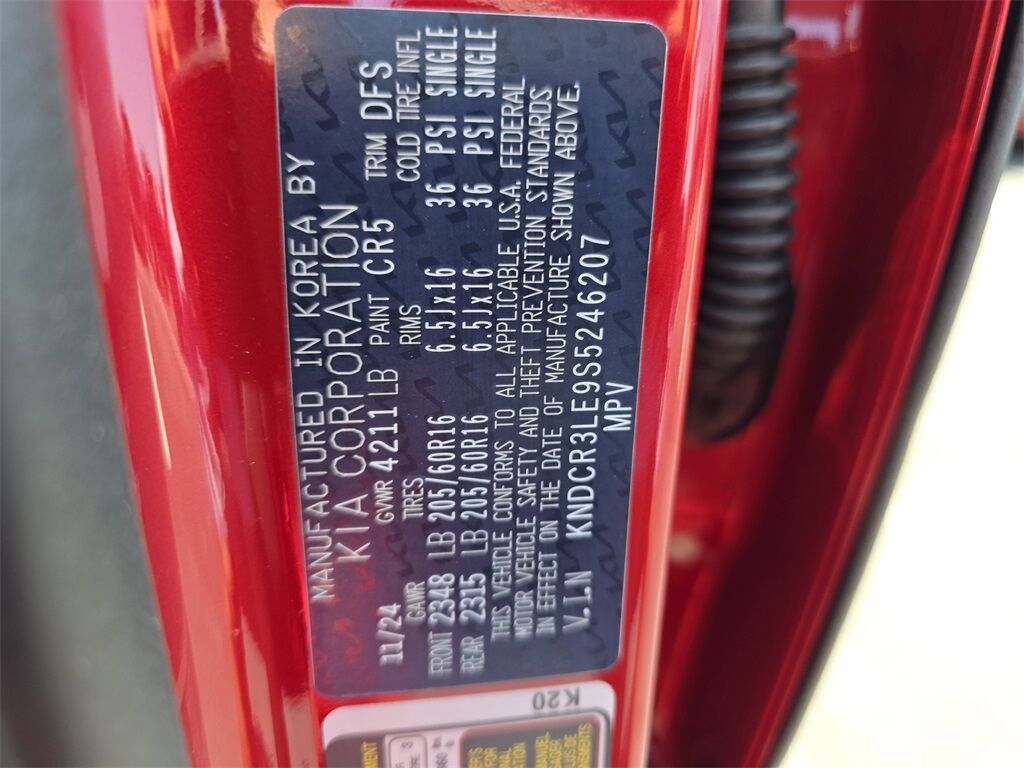 MANUFACTURED IN KOREA BY
KIA CORPORATION
11/24 GVWR 4211 LB PAINT CR5 TRIM DFS
GAWR TIRES RIMS COLD TIRE INFL
FRONT 2348 LB 205/60R16 6.5Jx16 36 PSI SINGLE
REAR 2315 LB 205/60R16 6.5Jx16 36 PSI SINGLE
THIS VEHICLE CONFORMS TO ALL APPLICABLE U.S.A. FEDERAL
MOTOR VEHICLE SAFETY AND THEFT PREVENTION STANDARDS
IN EFFECT ON THE DATE OF MANUFACTURE SHOWN ABOVE.
V.I.N KNDCR3LE9S5246207
MPV
K20